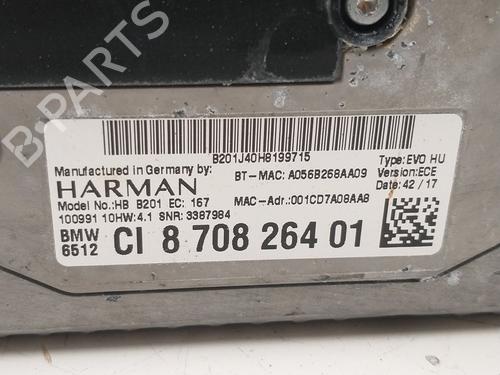 B-PARTS
B201J40H8199715
Manufactured in Germany by:
HARMAN
Model No.:HB B201 EC: 167
100991 10HW:4.1 SNR: 3387984
BT-MAC: A056B268AA09
MAC-Adr.:001CD7A08AA8
Type:EVO HU
Version:ECE
Date: 42 / 17
BMW
6512
CI 8 708 264 01